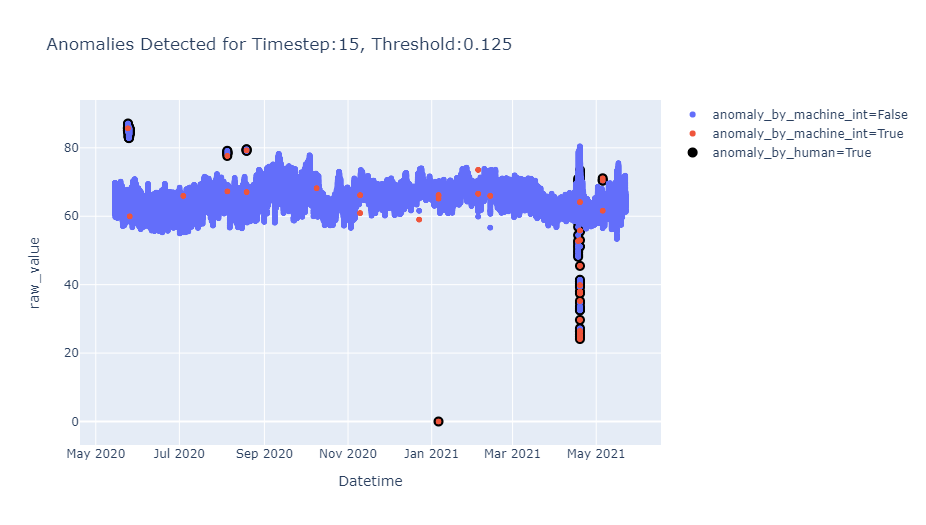 Anomalies Detected for Timestep:15, Threshold:0.125
anomaly_by_machine_int=False
anomaly_by_machine_int=True
anomaly_by_human=True
80
60
40
20
0
raw_value
May 2020 Jul 2020 Sep 2020 Nov 2020 Jan 2021 Mar 2021 May 2021
Datetime